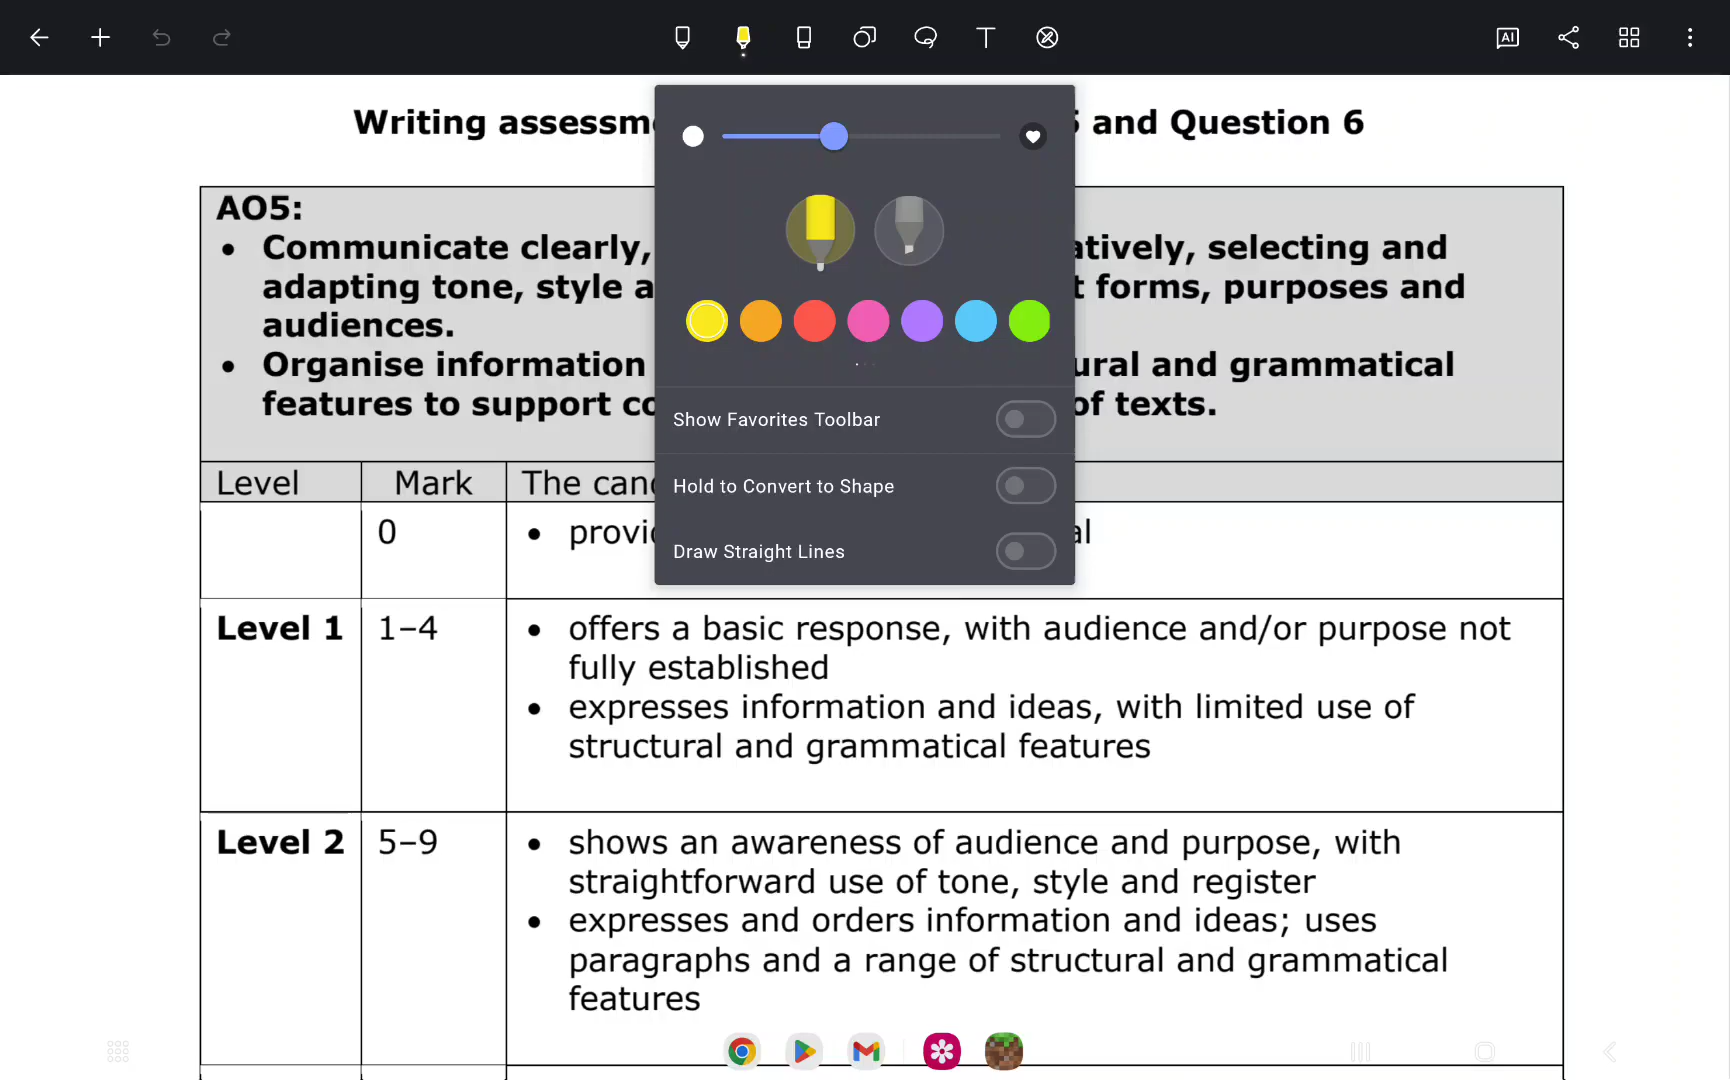 AI
Writing assessm
5 and Question 6
AO5:
• Communicate clearly,
atively, selecting and
adapting tone, style a
t forms, purposes and
audiences.
• Organise information
ural and grammatical
features to support co
of texts.
Show Favorites Toolbar
Level Mark The can
Hold to Convert to Shape
0 • provi
al
Draw Straight Lines
Level 1 1–4 • offers a basic response, with audience and/or purpose not
fully established
• expresses information and ideas, with limited use of
structural and grammatical features
Level 2 5–9 • shows an awareness of audience and purpose, with
straightforward use of tone, style and register
• expresses and orders information and ideas; uses
paragraphs and a range of structural and grammatical
features